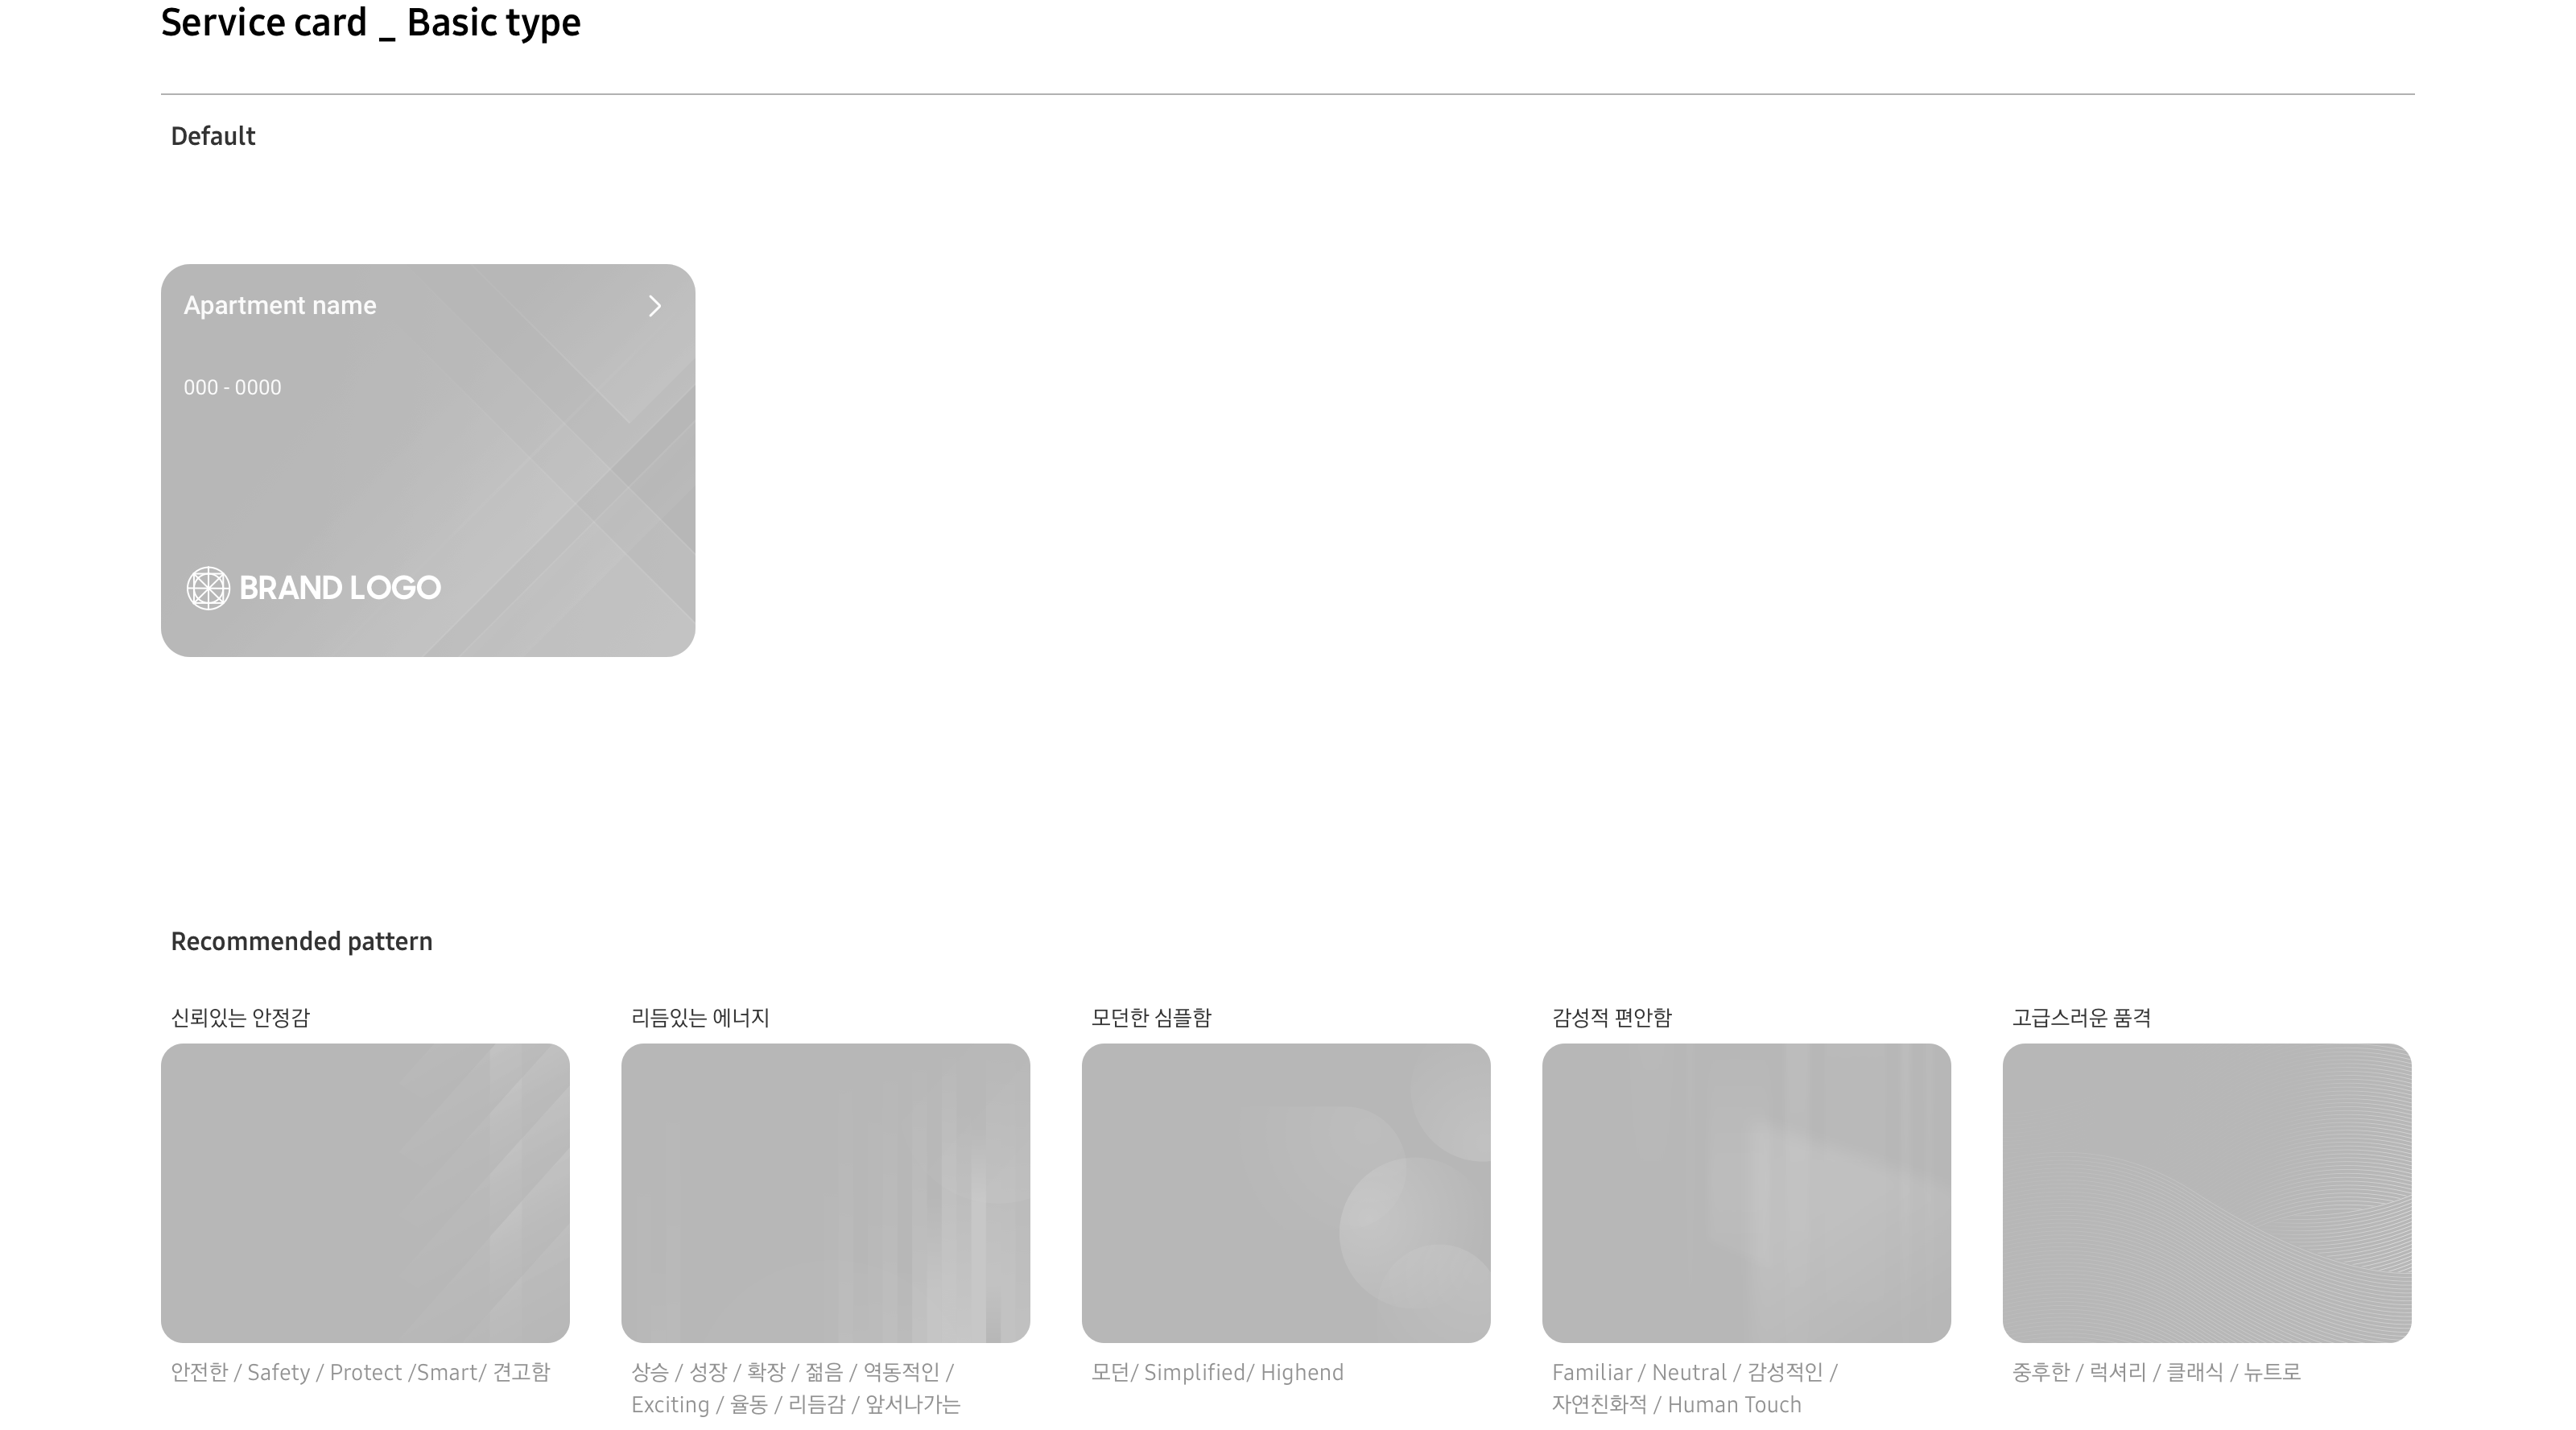 Service card _ Basic type
Default
Apartment name
000 - 0000
BRAND LOGO
Recommended pattern
신뢰있는 안정감
리듬있는 에너지
모던한 심플함
감성적 편안함
고급스러운 품격
안전한 / Safety / Protect /Smart/ 견고함
상승 / 성장 / 확장 / 젊음 / 역동적인 /
Exciting / 율동 / 리듬감 / 앞서나가는
모던/ Simplified/ Highend
Familiar / Neutral / 감성적인 /
자연친화적 / Human Touch
중후한 / 럭셔리 / 클래식 / 뉴트로